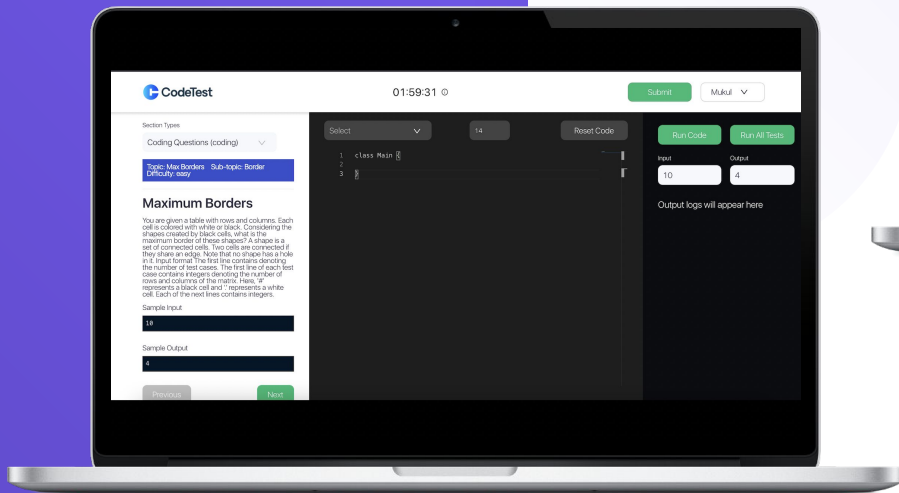 CodeTest
01:59:31
Submit
Mukul
Section Types
Coding Questions (coding)
Topic: Max Borders Sub-topic: Border
Difficulty: easy
Maximum Borders
You are given a table with rows and columns. Each
cell is colored with white or black. Considering the
shapes created by black cells, what is the
maximum border of these shapes? A shape is a
set of connected cells. Two cells are connected if
they share an edge. Note that no shape has a hole
in it. Input format The first line contains denoting
the number of test cases. The first line of each test
case contains integers denoting the number of
rows and columns of the matrix. Here, '#'
represents a black cell and '.' represents a white
cell. Each of the next lines contains integers.
Sample Input
10
Sample Output
4
Previous
Next
Select
14
Reset Code
1 class Main {
2
3 }
Run Code
Run All Tests
Input
Output
10
4
Output logs will appear here